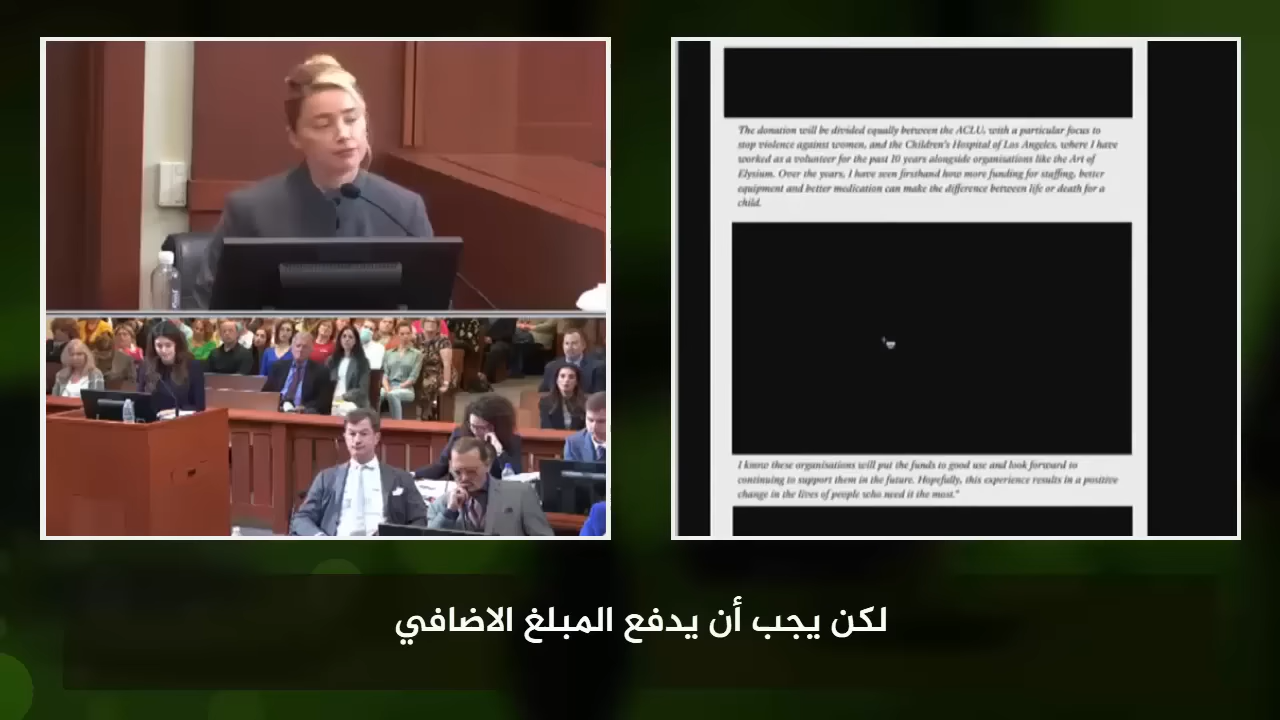 The donation will be divided equally between the ACLU, with a particular focus to
stop violence against women, and the Children's Hospital of Los Angeles, where I have
worked as a volunteer for the past 10 years alongside organisations like the Art of
Elysium. Over the years, I have seen firsthand how more funding for staffing, better
equipment and better medication can make the difference between life or death for a
child.
I know these organisations will put the funds to good use and look forward to
continuing to support them in the future. Hopefully, this experience results in a positive
change in the lives of people who need it the most."
لكن يجب أن يدفع المبلغ الاضافي